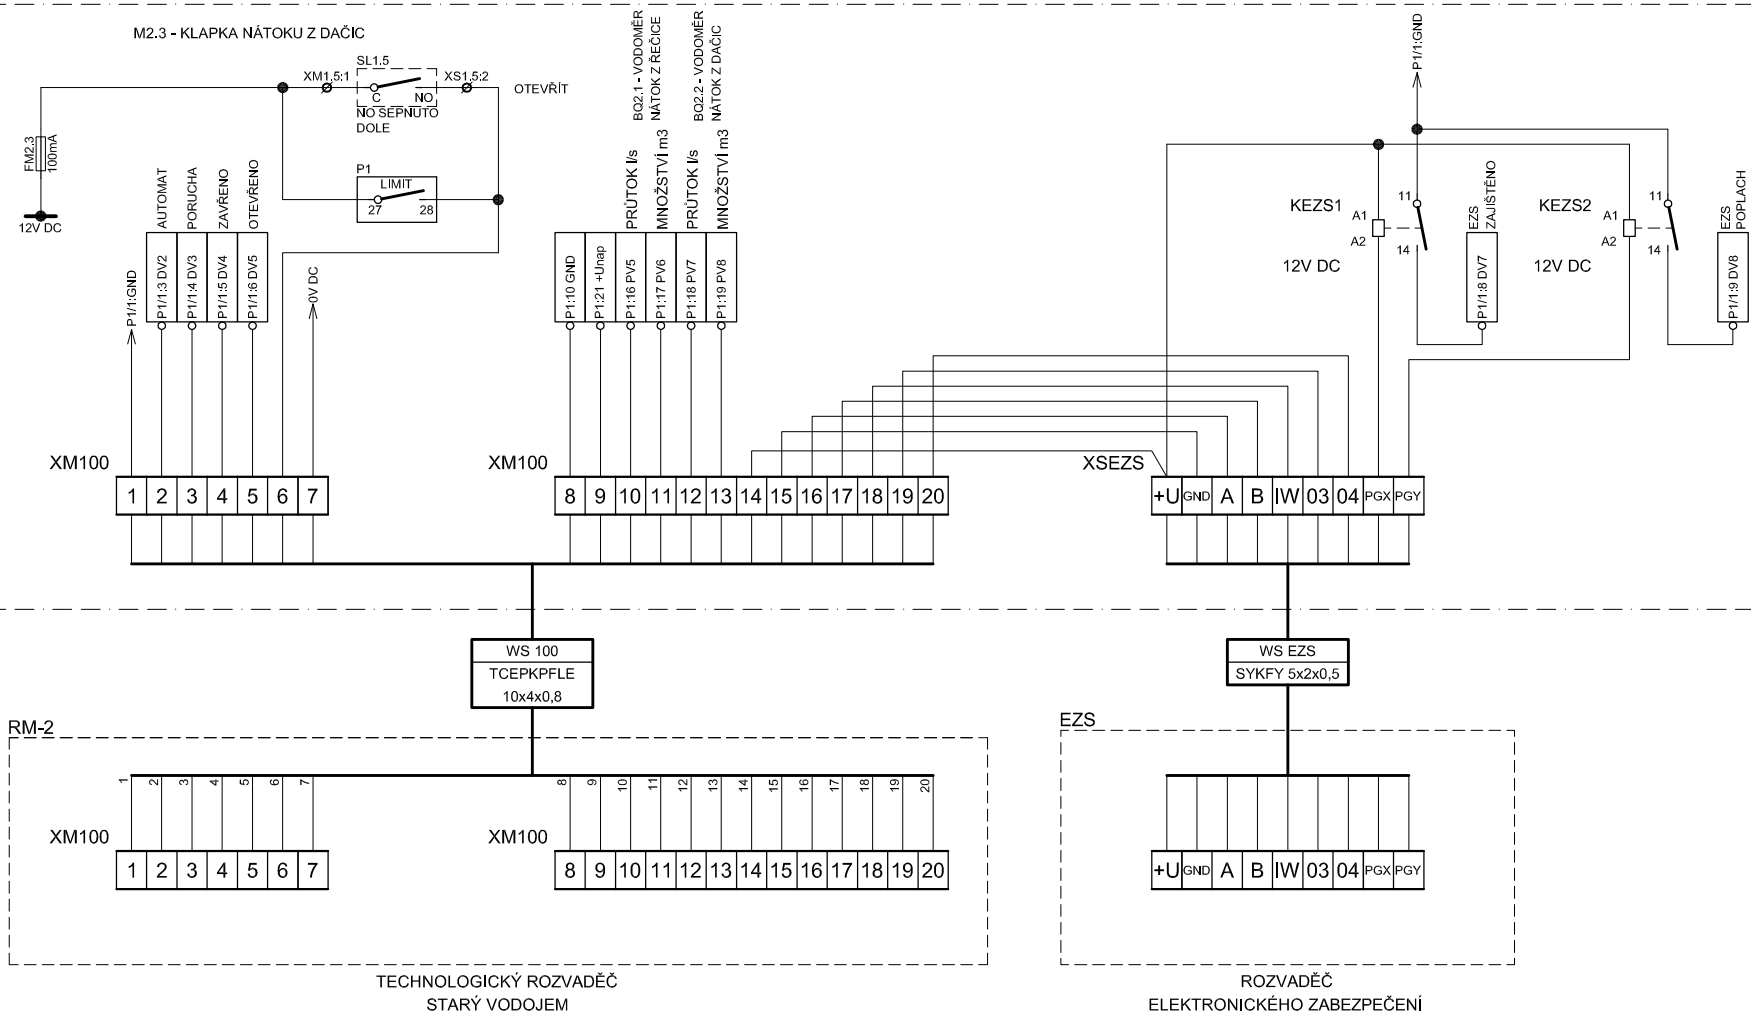 M2.3 - KLAPKA NÁTOKU Z DAČIC
SL1.5
XM1.5:1
XS1.5:2
OTEVŘÍT
C
NO
NO SEPNUTO
DOLE
FM2.3
100mA
12V DC
P1
LIMIT
27
28
P1/1:GND
AUTOMAT
P1/1:3 DV2
PORUCHA
P1/1:4 DV3
ZAVŘENO
P1/1:5 DV4
OTEVŘENO
P1/1:6 DV5
0V DC
BQ2.1 - VODOMĚR
NÁTOK Z ŘEČICE
BQ2.2 - VODOMĚR
NÁTOK Z DAČIC
PRŮTOK l/s
MNOŽSTVÍ m3
PRŮTOK l/s
MNOŽSTVÍ m3
P1:10 GND
P1:21 +Unap
P1:16 PV5
P1:17 PV6
P1:18 PV7
P1:19 PV8
P1/1:GND
KEZS1
A1
A2
12V DC
11
14
EZS
ZAJIŠTĚNO
P1/1:8 DV7
KEZS2
A1
A2
12V DC
11
14
EZS
POPLACH
P1/1:9 DV8
XM100
1 2 3 4 5 6 7
XM100
8 9 10 11 12 13 14 15 16 17 18 19 20
XSEZS
+U GND A B IW 03 04 PGX PGY
WS 100
TCEPKPFLE
10x4x0,8
WS EZS
SYKFY 5x2x0,5
RM-2
EZS
1 2 3 4 5 6 7
8 9 10 11 12 13 14 15 16 17 18 19 20
XM100
1 2 3 4 5 6 7
XM100
8 9 10 11 12 13 14 15 16 17 18 19 20
+U GND A B IW 03 04 PGX PGY
TECHNOLOGICKÝ ROZVADĚČ
STARÝ VODOJEM
ROZVADĚČ
ELEKTRONICKÉHO ZABEZPEČENÍ